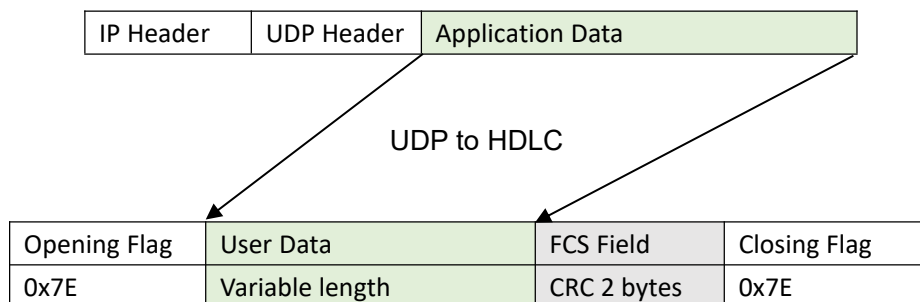 IP Header UDP Header Application Data
UDP to HDLC
Opening Flag User Data FCS Field Closing Flag
0x7E Variable length CRC 2 bytes 0x7E